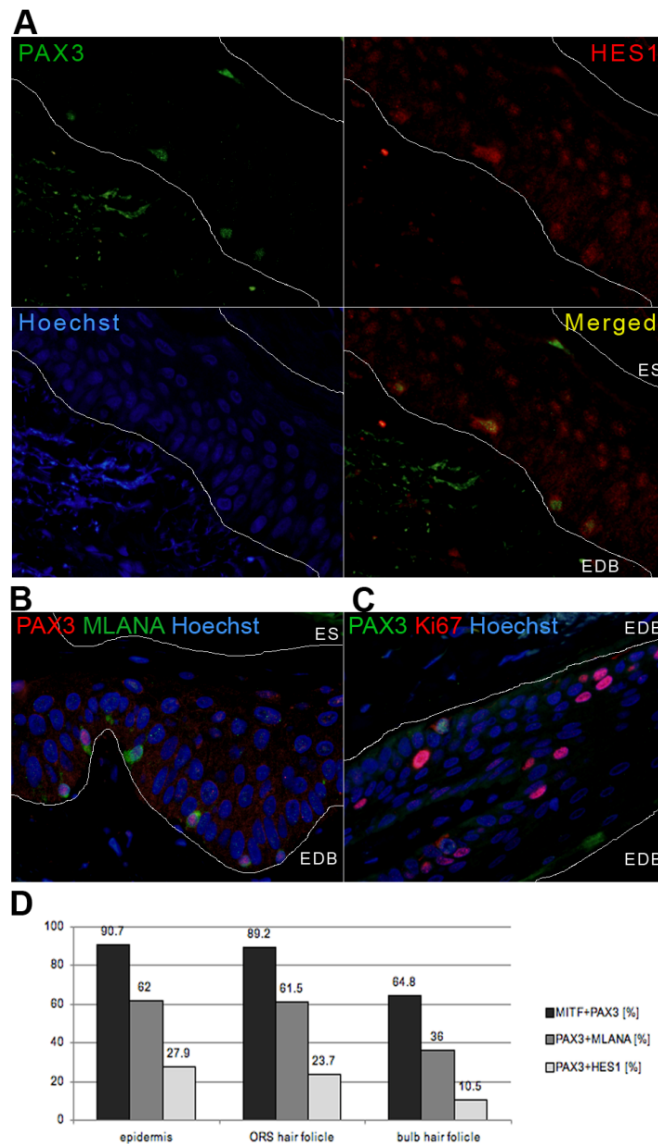 A
PAX3
HES1
Hoechst
Merged
ES
EDB
B
PAX3 MLANA Hoechst
ES
EDB
C
PAX3 Ki67 Hoechst
EDB
EDB
D
100
80
60
40
20
0
90.7
62
27.9
89.2
61.5
23.7
64.8
36
10.5
epidermis
ORS hair folicle
bulb hair folicle
MITF+PAX3 [%]
PAX3+MLANA [%]
PAX3+HES1 [%]